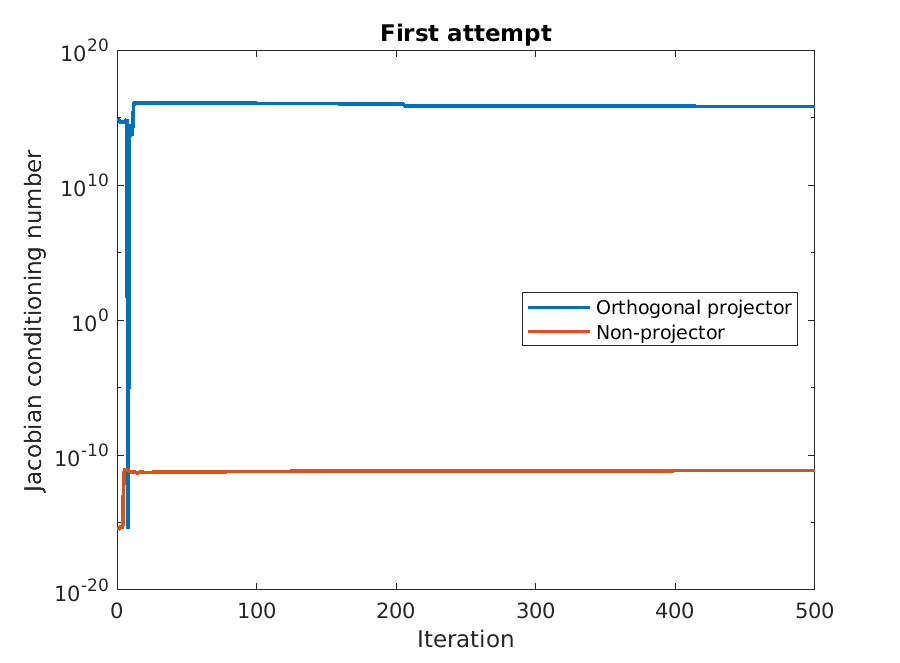 First attempt
Jacobian conditioning number
10^20
10^10
10^0
10^-10
10^-20
Orthogonal projector
Non-projector
0 100 200 300 400 500
Iteration